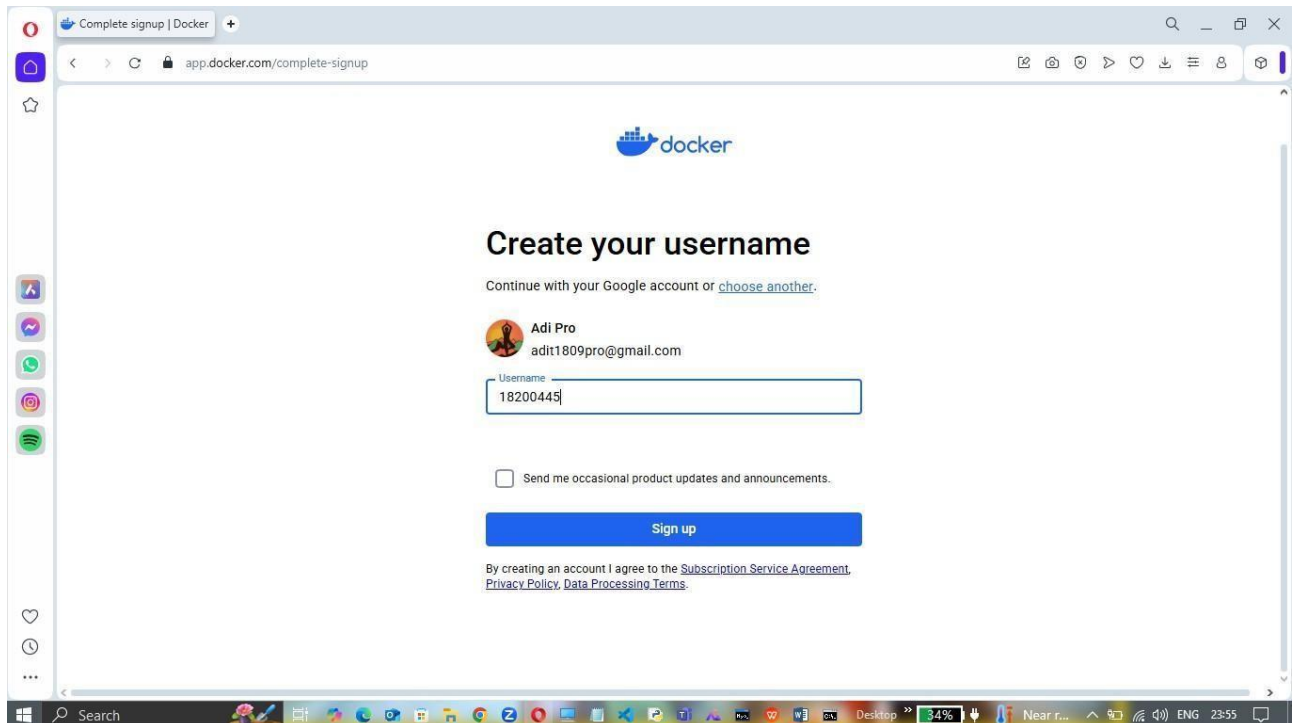 Complete signup | Docker
app.docker.com/complete-signup
docker
Create your username
Continue with your Google account or choose another.
Adi Pro
adit1809pro@gmail.com
Username
18200445
Send me occasional product updates and announcements.
Sign up
By creating an account I agree to the Subscription Service Agreement,
Privacy Policy, Data Processing Terms.
Search Desktop 34% Near r... ENG 23:55